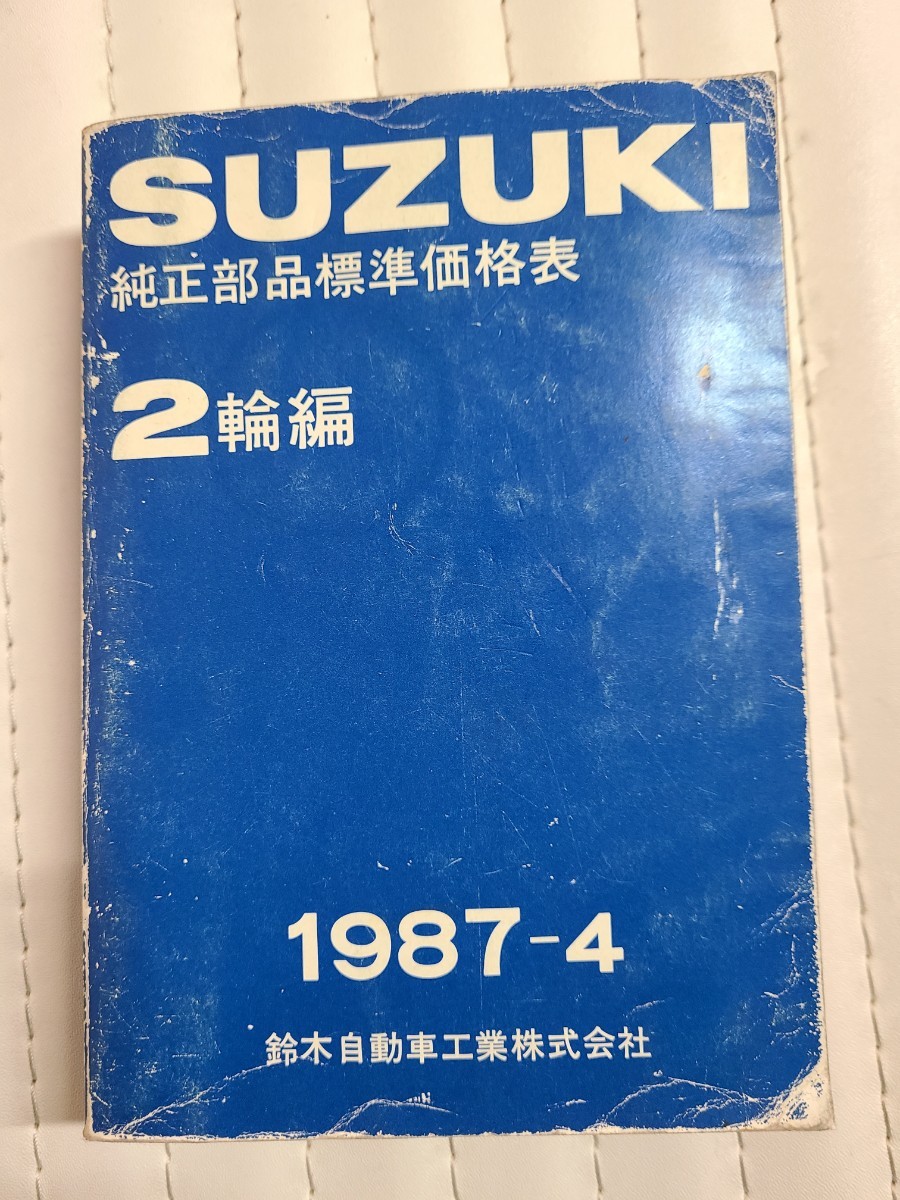 SUZUKI
純正部品標準価格表
2輪編
1987-4
鈴木自動車工業株式会社